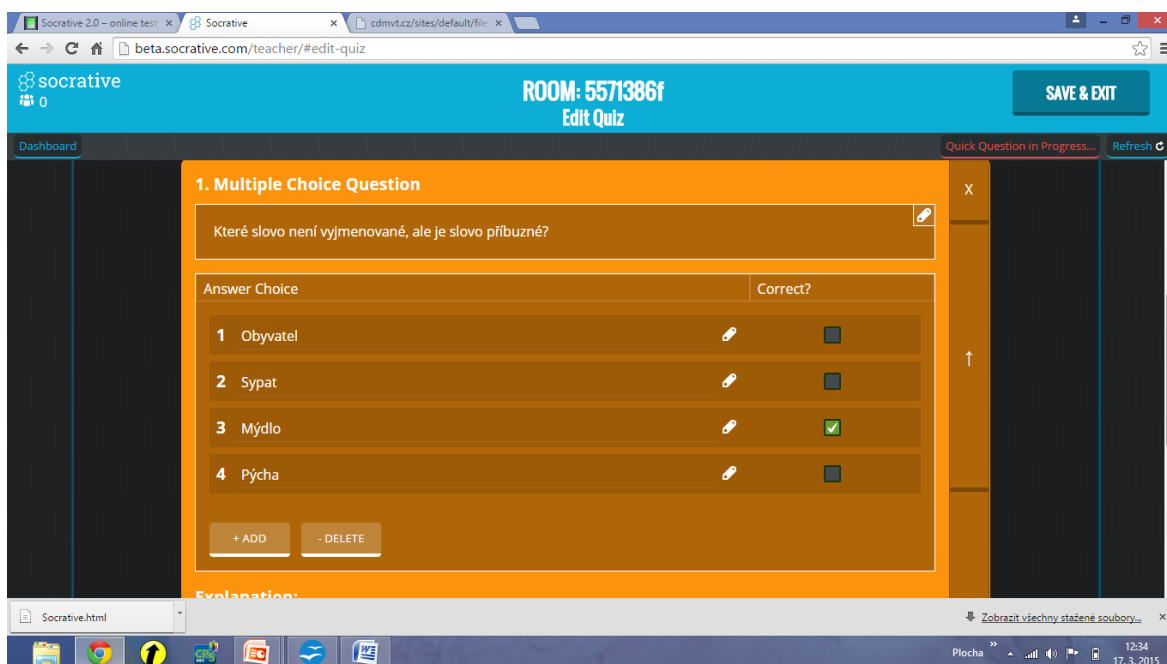 Socrative 2.0 – online test
Socrative
cdmvt.cz/sites/default/file
beta.socrative.com/teacher/#edit-quiz
socrative
0
ROOM: 5571386f
Edit Quiz
SAVE & EXIT
Dashboard
Quick Question in Progress...
Refresh
1. Multiple Choice Question
X
Které slovo není vyjmenované, ale je slovo příbuzné?
Answer Choice
Correct?
1 Obyvatel
2 Sypat
3 Mýdlo
4 Pýcha
+ ADD
- DELETE
Explanation:
Socrative.html
Zobrazit všechny stažené soubory...
Plocha
12:34
17. 3. 2015